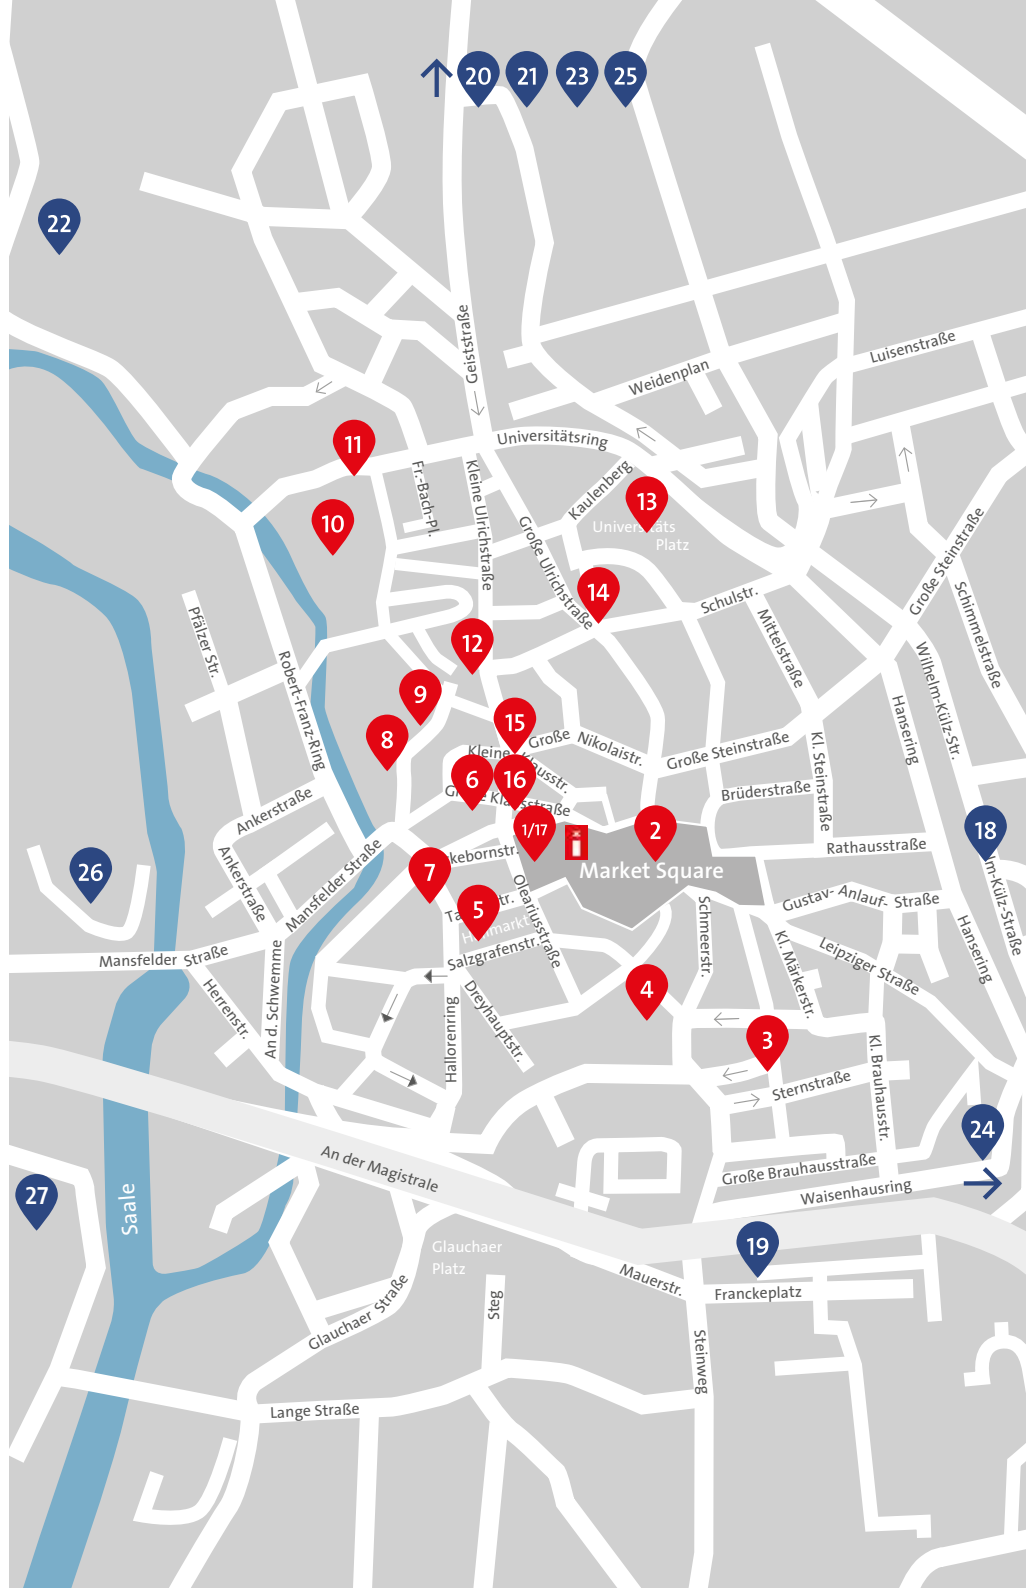 20
21
23
25
22
Geiststraße
Luisenstraße
Weidenplan
11
Universitätsring
Kaulenberg
Fr.-Bach-Pl.
Kleine Ulrichstraße
10
13
Universitäts
Platz
Große Ulrichstraße
Große Steinstraße
14
Schulstr.
Schimmelstraße
Pfälzer Str.
Mittelstraße
12
Robert-Franz-Ring
Wilhelm-Külz-Str.
9
Hansering
15
8
Große
Nikolaistr.
Große Steinstraße
Kleine
Kl. Steinstraße
6
16
Brüderstraße
Ankerstraße
1/17
2
18
Rathausstraße
Ankerstraße
Mansfelder Straße
7
Market Square
26
5
Oleariusstraße
Gustav- Anlauf- Straße
Schmeerstr.
Hansering
Leipziger Straße
Kl. Märkerstr.
Salzgrafenstr.
Mansfelder Straße
4
Herrenstr.
An d. Schwemme
Dreyhauptstr.
Hallorenring
3
Sternstraße
Kl. Brauhausstr.
24
An der Magistrale
Große Brauhausstraße
Waisenhausring
27
Saale
19
Glauchaer
Platz
Mauerstr.
Franckeplatz
Glauchaer Straße
Steg
Steinweg
Lange Straße